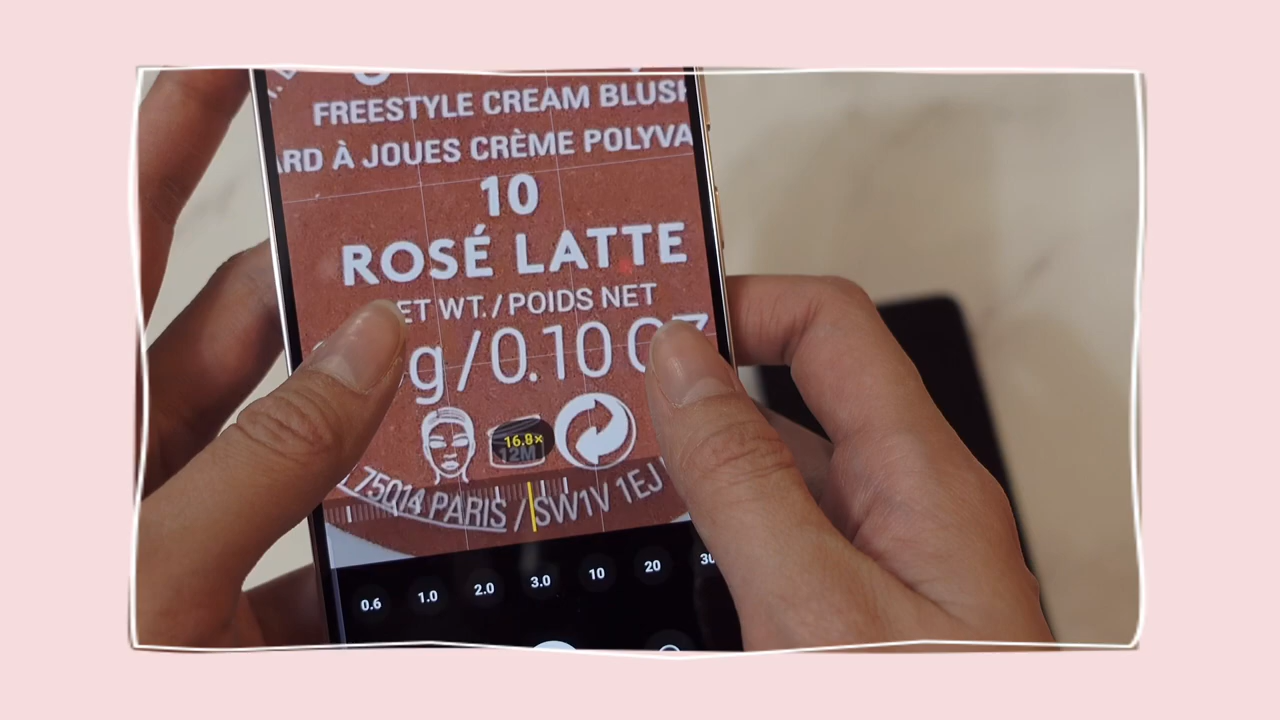 FREESTYLE CREAM BLUSH
ARD À JOUES CRÈME POLYVA
10
ROSÉ LATTE
ET WT. / POIDS NET
g/0.10 OZ
16.8×
12M
75014 PARIS / SW1V 1EJ
0.6 1.0 2.0 3.0 10 20 30